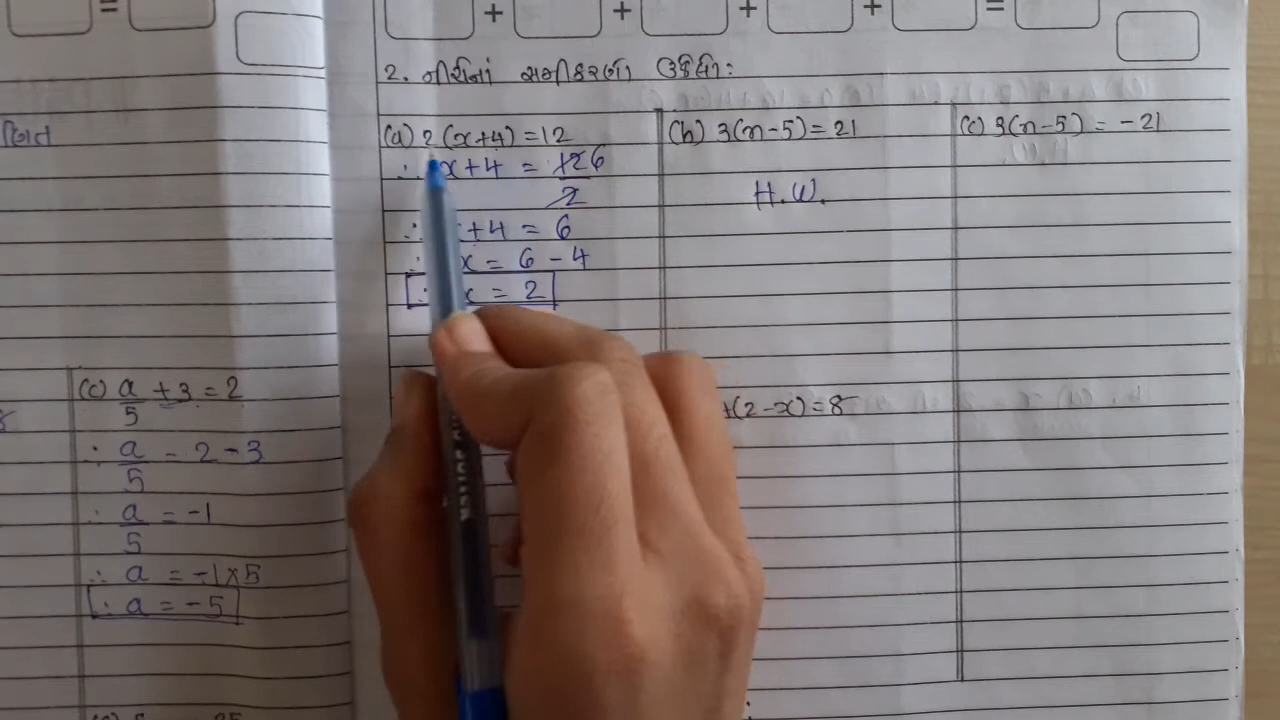 =
+ + + + =
2. નીચેનાં સમીકરણો ઉકેલો:
(a) 2(x+4) = 12
x+4 = 12 6
2
∴ x+4 = 6
x = 6 - 4
x = 2
(b) 3(n-5) = 21
H.W.
(c) 3(n-5) = -21
+(2-x)=8
(c) a/5 + 3 = 2
∴ a/5 = 2 - 3
∴ a/5 = -1
∴ a = -1×5
∴ a = -5